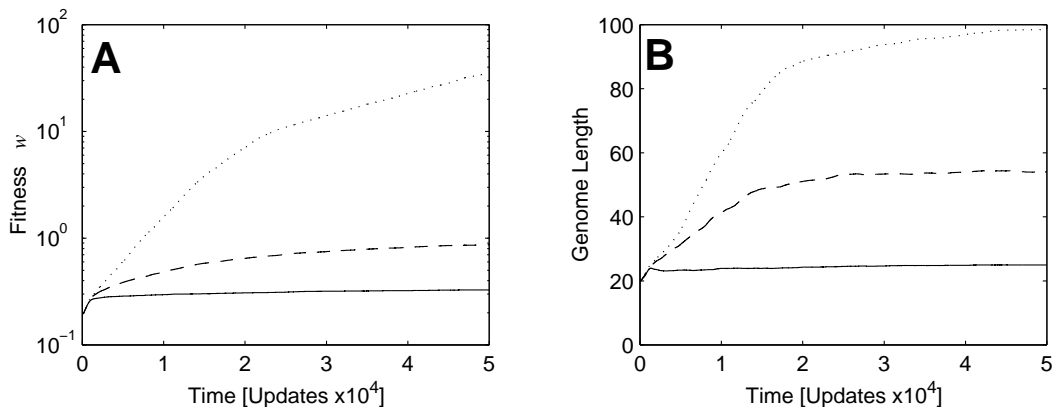 A
10^2
10^1
10^0
10^−1
Fitness w
0 1 2 3 4 5
Time [Updates x10^4]
B
100
80
60
40
20
0
Genome Length
0 1 2 3 4 5
Time [Updates x10^4]